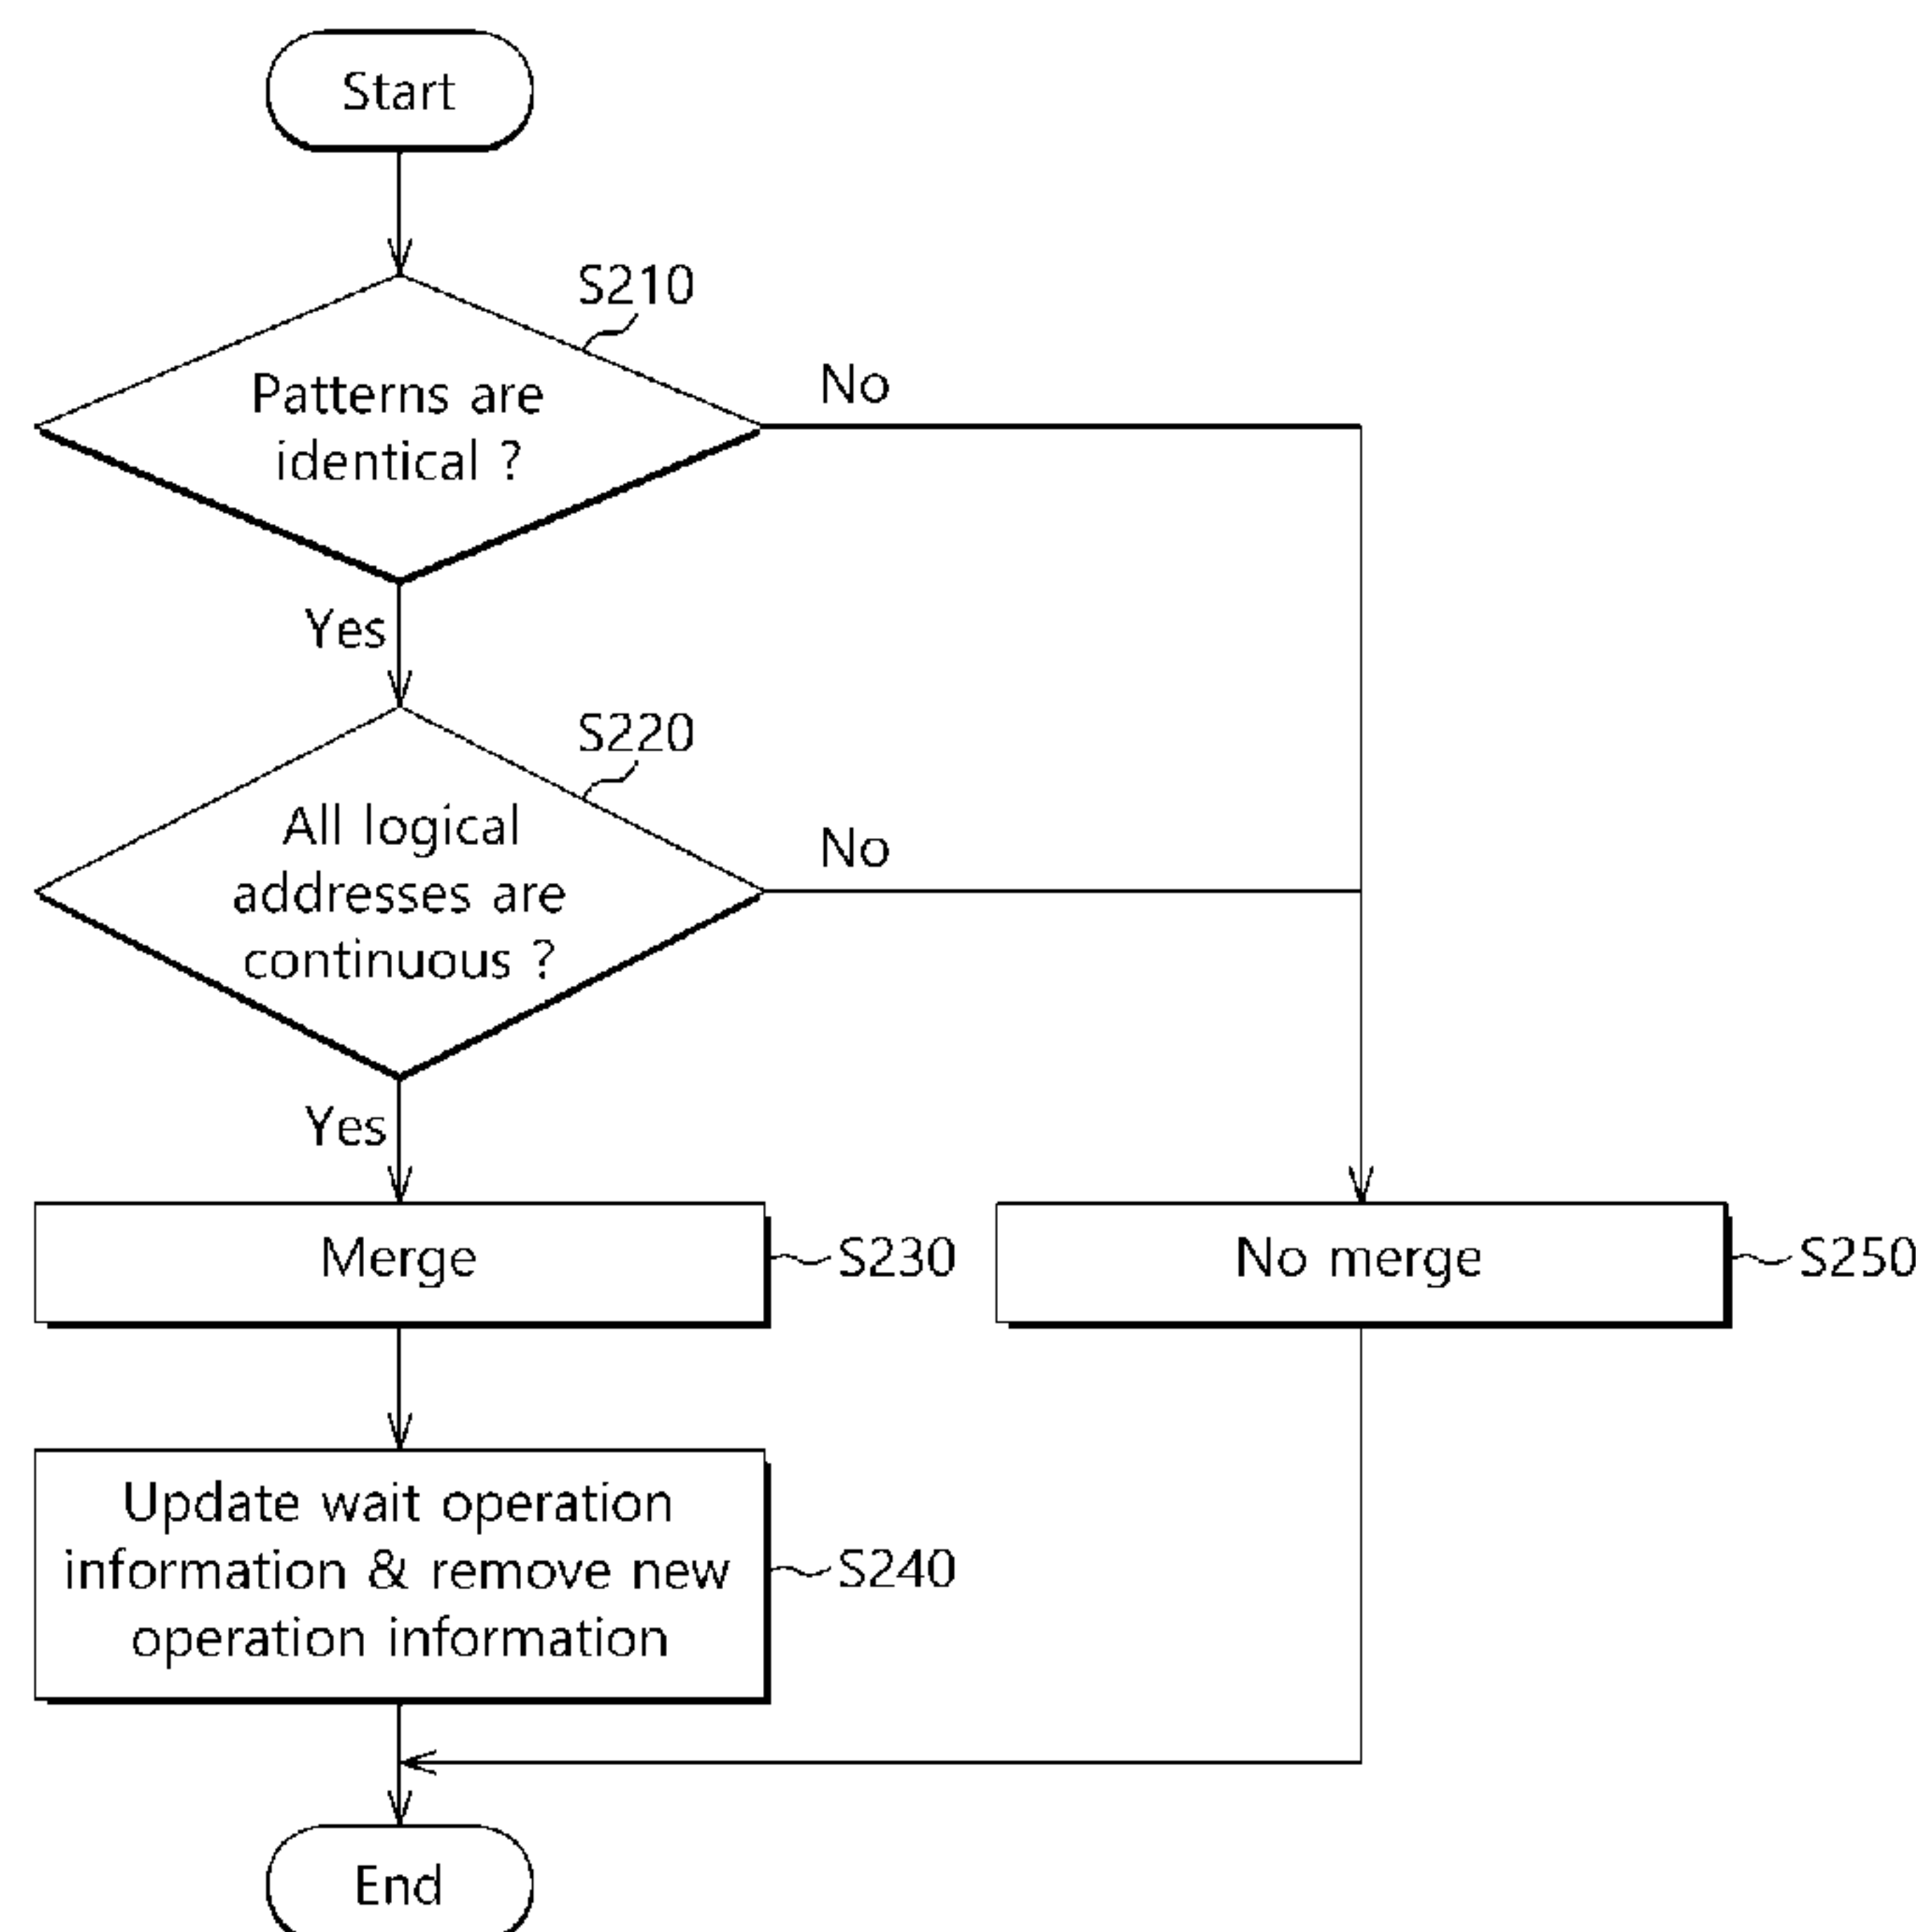 Start
S210
Patterns are
identical ?
No
Yes
S220
All logical
addresses are
continuous ?
No
Yes
Merge
S230
No merge
S250
Update wait operation
information & remove new
operation information
S240
End